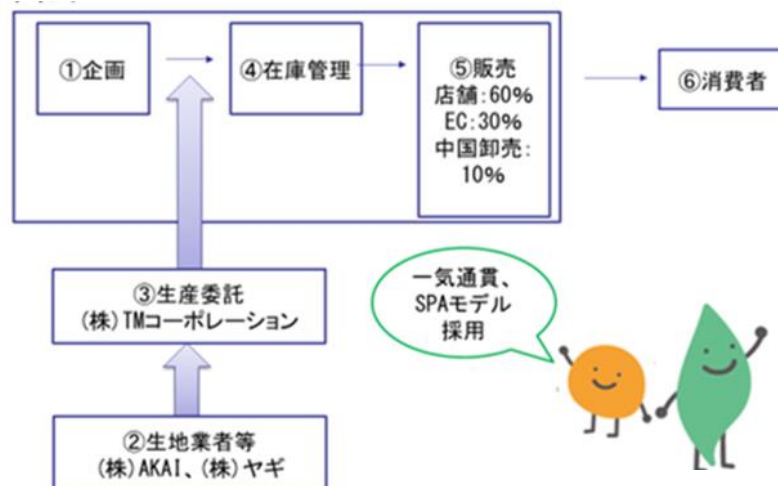 ①企画
④在庫管理
⑤販売
店舗:60%
EC:30%
中国卸売:
10%
⑥消費者
③生産委託
(株)TMコーポレーション
一気通貫、
SPAモデル
採用
②生地業者等
(株)AKAI、(株)ヤギ